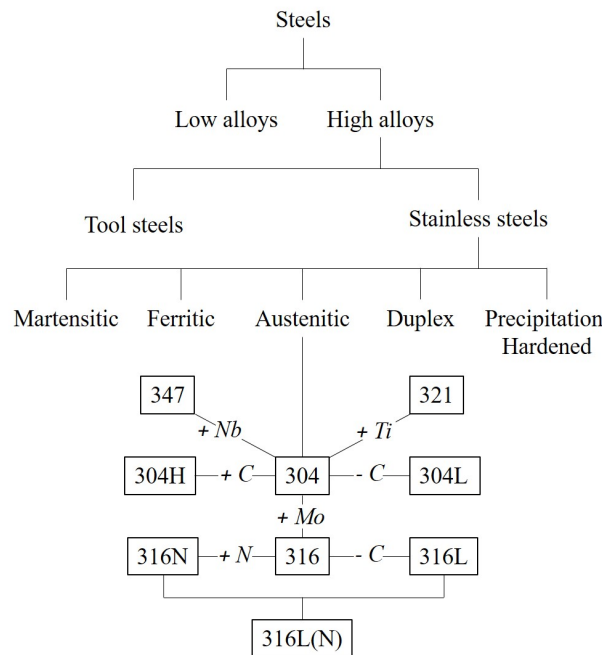 Steels
Low alloys High alloys
Tool steels Stainless steels
Martensitic Ferritic Austenitic Duplex Precipitation
Hardened
347 321
+ Nb + Ti
304H + C 304 - C 304L
+ Mo
316N + N 316 - C 316L
316L(N)